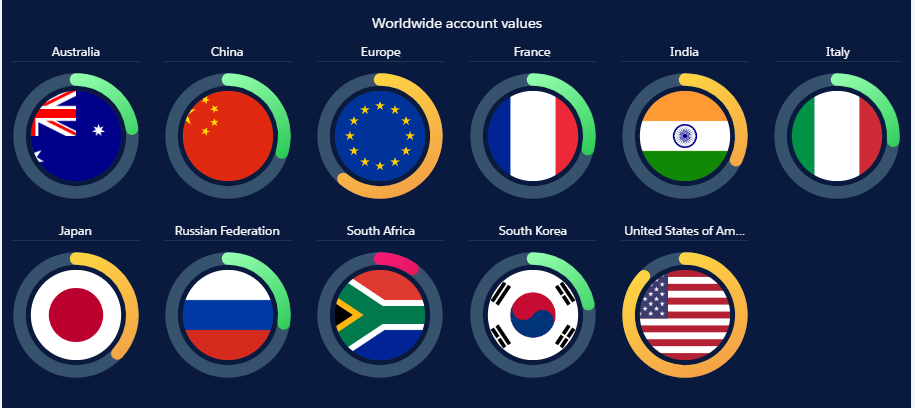 Worldwide account values
Australia
China
Europe
France
India
Italy
Japan
Russian Federation
South Africa
South Korea
United States of Am...